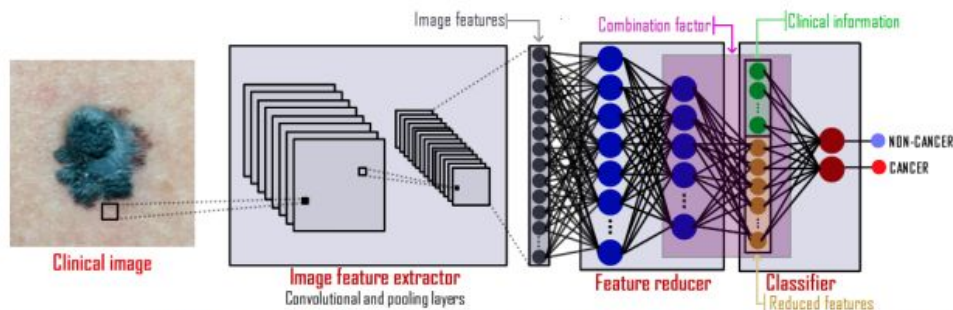 Image features
Combination factor
Clinical information
NON-CANCER
CANCER
Clinical image
Image feature extractor
Convolutional and pooling layers
Feature reducer
Classifier
Reduced features